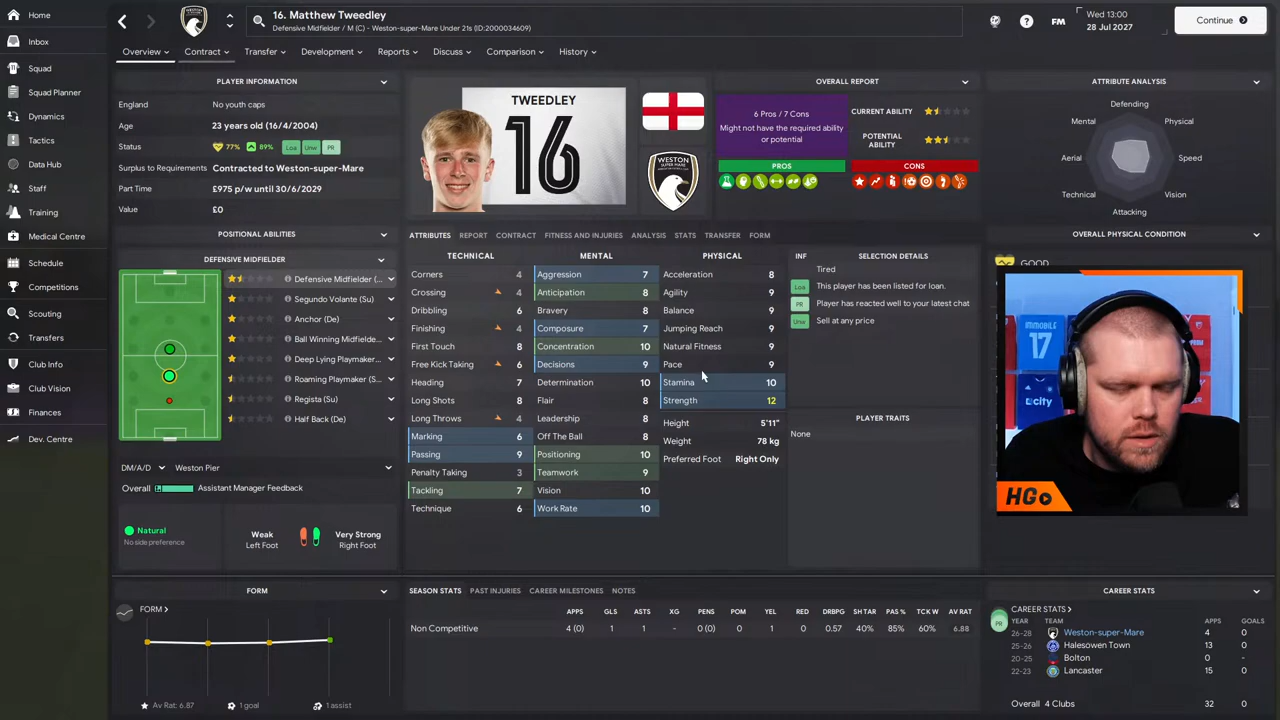 Home
Inbox
Squad
Squad Planner
Dynamics
Tactics
Data Hub
Staff
Training
Medical Centre
Schedule
Competitions
Scouting
Transfers
Club Info
Club Vision
Finances
Dev. Centre
16. Matthew Tweedley
Defensive Midfielder / M (C) - Weston-super-Mare Under 21s (ID:2000034609)
FM
Wed 13:00
28 Jul 2027
Continue
Overview
Contract
Transfer
Development
Reports
Discuss
Comparison
History
PLAYER INFORMATION
England No youth caps
Age 23 years old (16/4/2004)
Status 77% 89% Loa Unw PR
Surplus to Requirements Contracted to Weston-super-Mare
Part Time £975 p/w until 30/6/2029
Value £0
TWEEDLEY
16
OVERALL REPORT
6 Pros / 7 Cons
Might not have the required ability
or potential
CURRENT ABILITY
POTENTIAL
ABILITY
PROS
CONS
ATTRIBUTE ANALYSIS
Defending
Mental Physical
Aerial Speed
Technical Vision
Attacking
POSITIONAL ABILITIES
DEFENSIVE MIDFIELDER
Defensive Midfielder (...
Segundo Volante (Su)
Anchor (De)
Ball Winning Midfielde...
Deep Lying Playmaker...
Roaming Playmaker (S...
Regista (Su)
Half Back (De)
DM/A/D Weston Pier
Overall Assistant Manager Feedback
Natural
No side preference
Weak
Left Foot
Very Strong
Right Foot
ATTRIBUTES REPORT CONTRACT FITNESS AND INJURIES ANALYSIS STATS TRANSFER FORM
TECHNICAL
Corners 4
Crossing 4
Dribbling 6
Finishing 4
First Touch 8
Free Kick Taking 6
Heading 7
Long Shots 8
Long Throws 4
Marking 6
Passing 9
Penalty Taking 3
Tackling 7
Technique 6
MENTAL
Aggression 7
Anticipation 8
Bravery 8
Composure 7
Concentration 10
Decisions 9
Determination 10
Flair 8
Leadership 8
Off The Ball 8
Positioning 10
Teamwork 9
Vision 10
Work Rate 10
PHYSICAL
Acceleration 8
Agility 9
Balance 9
Jumping Reach 9
Natural Fitness 9
Pace 9
Stamina 10
Strength 12
Height 5'11"
Weight 78 kg
Preferred Foot Right Only
INF SELECTION DETAILS
Tired
Loa This player has been listed for loan.
PR Player has reacted well to your latest chat
Unw Sell at any price
PLAYER TRAITS
None
OVERALL PHYSICAL CONDITION
GOOD
IMMOBILE
17
HGo
FORM
FORM
Av Rat: 6.87 1 goal 1 assist
SEASON STATS PAST INJURIES CAREER MILESTONES NOTES
APPS GLS ASTS XG PENS POM YEL RED DRBPG SH TAR PAS % TCK W AV RAT
Non Competitive 4 (0) 1 1 - 0 (0) 0 1 0 0.57 40% 85% 60% 6.88
CAREER STATS
PR
CAREER STATS
YEAR TEAM APPS GOALS
26-28 Weston-super-Mare 4 0
25-26 Halesowen Town 13 0
20-25 Bolton 0 -
22-23 Lancaster 15 0
Overall 4 Clubs 32 0